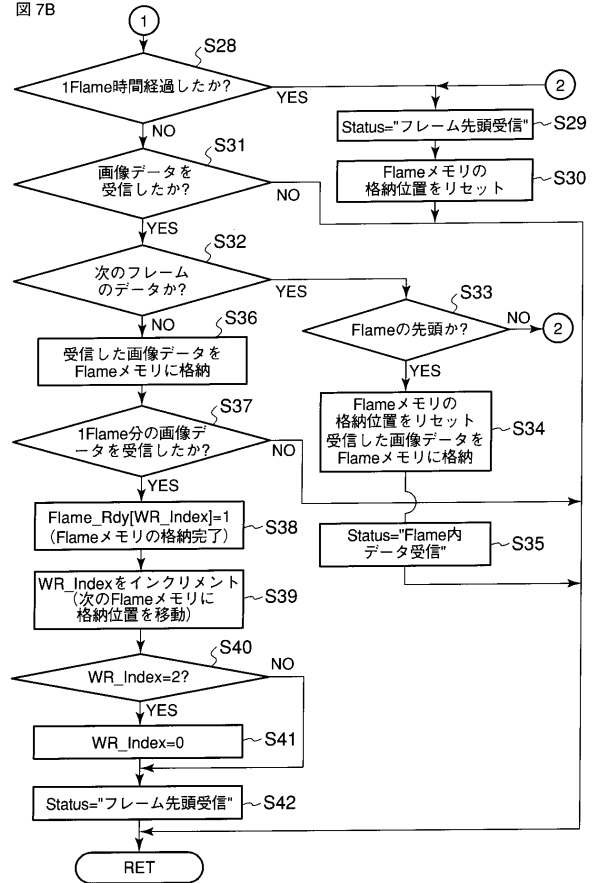 図 7B
1
S28
1Flame時間経過したか?
YES
2
NO
Status="フレーム先頭受信"
S29
S31
画像データを
受信したか?
NO
Flameメモリの
格納位置をリセット
S30
YES
S32
次のフレーム
のデータか?
YES
S33
Flameの先頭か?
NO
2
NO
S36
受信した画像データを
Flameメモリに格納
YES
Flameメモリの
格納位置をリセット
受信した画像データを
Flameメモリに格納
S34
S37
1Flame分の画像デ
ータを受信したか?
NO
YES
Flame_Rdy[WR_Index]=1
(Flameメモリの格納完了)
S38
Status="Flame内
データ受信"
S35
WR_Indexをインクリメント
(次のFlameメモリに
格納位置を移動)
S39
S40
WR_Index=2?
NO
YES
WR_Index=0
S41
Status="フレーム先頭受信"
S42
RET